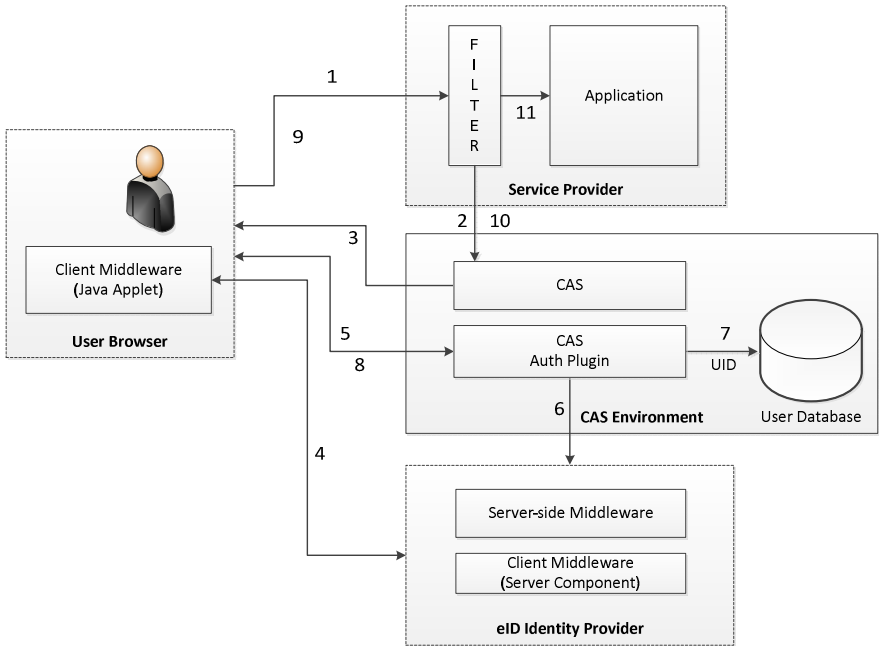 1
9
F
I
L
T
E
R
11
Application
Service Provider
2
10
3
Client Middleware
(Java Applet)
User Browser
CAS
5
8
CAS
Auth Plugin
7
UID
User Database
6
CAS Environment
4
Server-side Middleware
Client Middleware
(Server Component)
eID Identity Provider